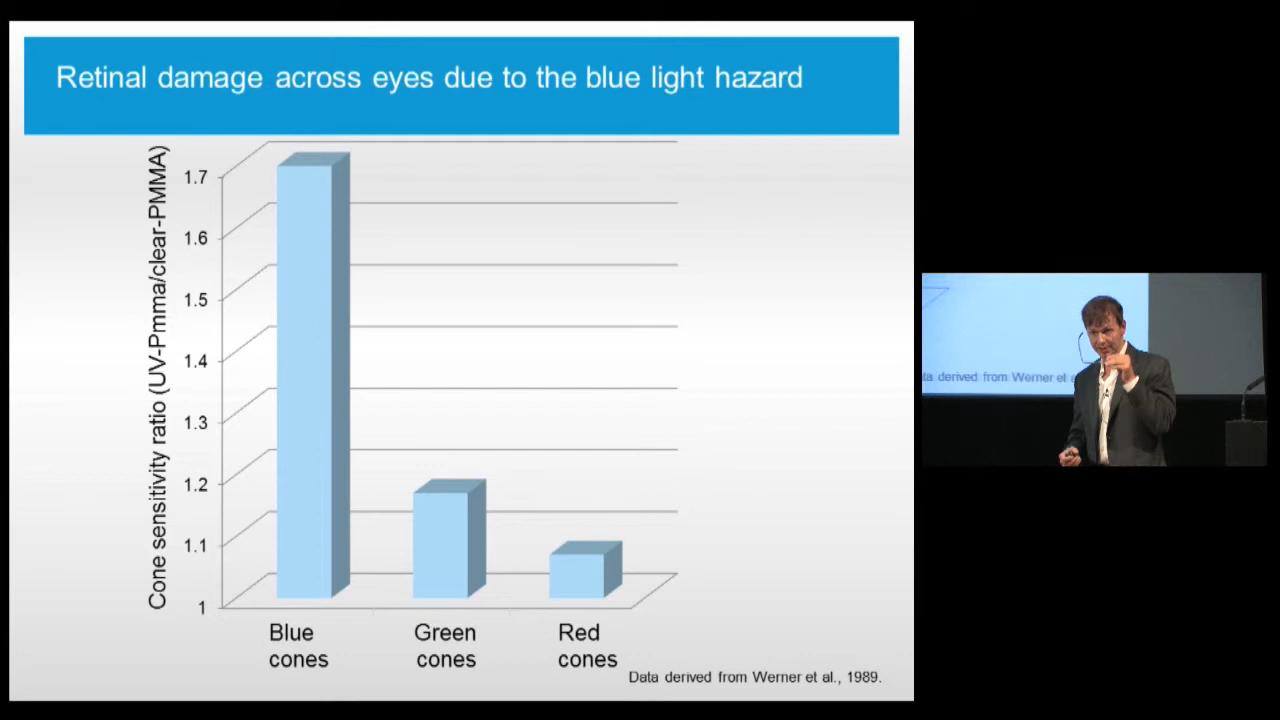 Retinal damage across eyes due to the blue light hazard
Cone sensitivity ratio (UV-Pmma/clear-PMMA)
1.7
1.6
1.5
1.4
1.3
1.2
1.1
1
Blue cones
Green cones
Red cones
Data derived from Werner et al., 1989.
derived from Werner et